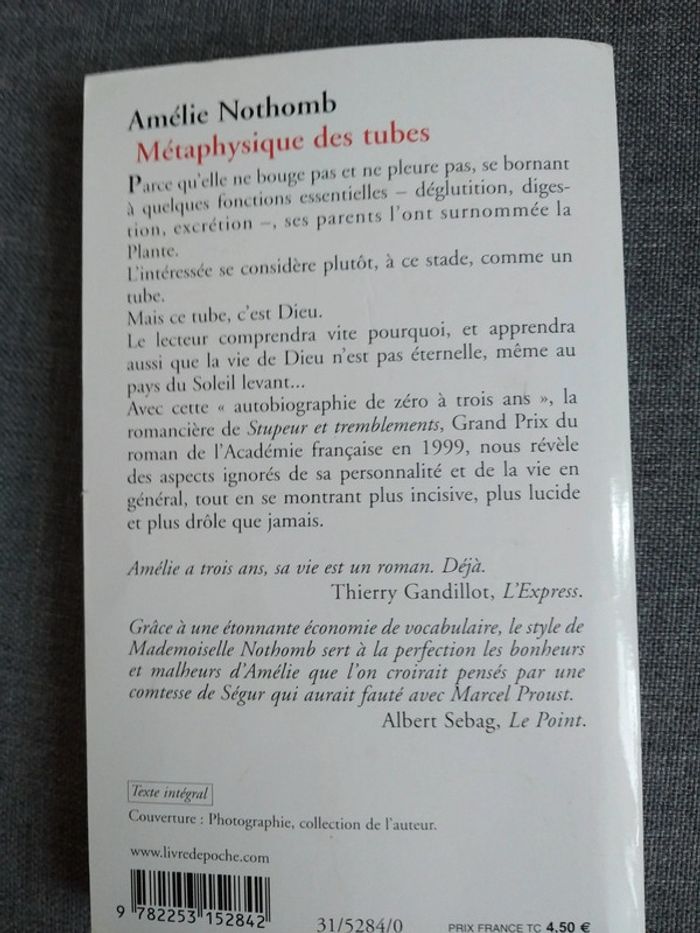 Amélie Nothomb
Métaphysique des tubes
Parce qu'elle ne bouge pas et ne pleure pas, se bornant
à quelques fonctions essentielles – déglutition, diges-
tion, excrétion –, ses parents l'ont surnommée la
Plante.
L'intéressée se considère plutôt, à ce stade, comme un
tube.
Mais ce tube, c'est Dieu.
Le lecteur comprendra vite pourquoi, et apprendra
aussi que la vie de Dieu n'est pas éternelle, même au
pays du Soleil levant...
Avec cette « autobiographie de zéro à trois ans », la
romancière de Stupeur et tremblements, Grand Prix du
roman de l'Académie française en 1999, nous révèle
des aspects ignorés de sa personnalité et de la vie en
général, tout en se montrant plus incisive, plus lucide
et plus drôle que jamais.
Amélie a trois ans, sa vie est un roman. Déjà.
Thierry Gandillot, L'Express.
Grâce à une étonnante économie de vocabulaire, le style de
Mademoiselle Nothomb sert à la perfection les bonheurs
et malheurs d'Amélie que l'on croirait pensés par une
comtesse de Ségur qui aurait fauté avec Marcel Proust.
Albert Sebag, Le Point.
Texte intégral
Couverture : Photographie, collection de l'auteur.
www.livredepoche.com
9 782253 152842
31/5284/0
PRIX FRANCE TC 4,50 €